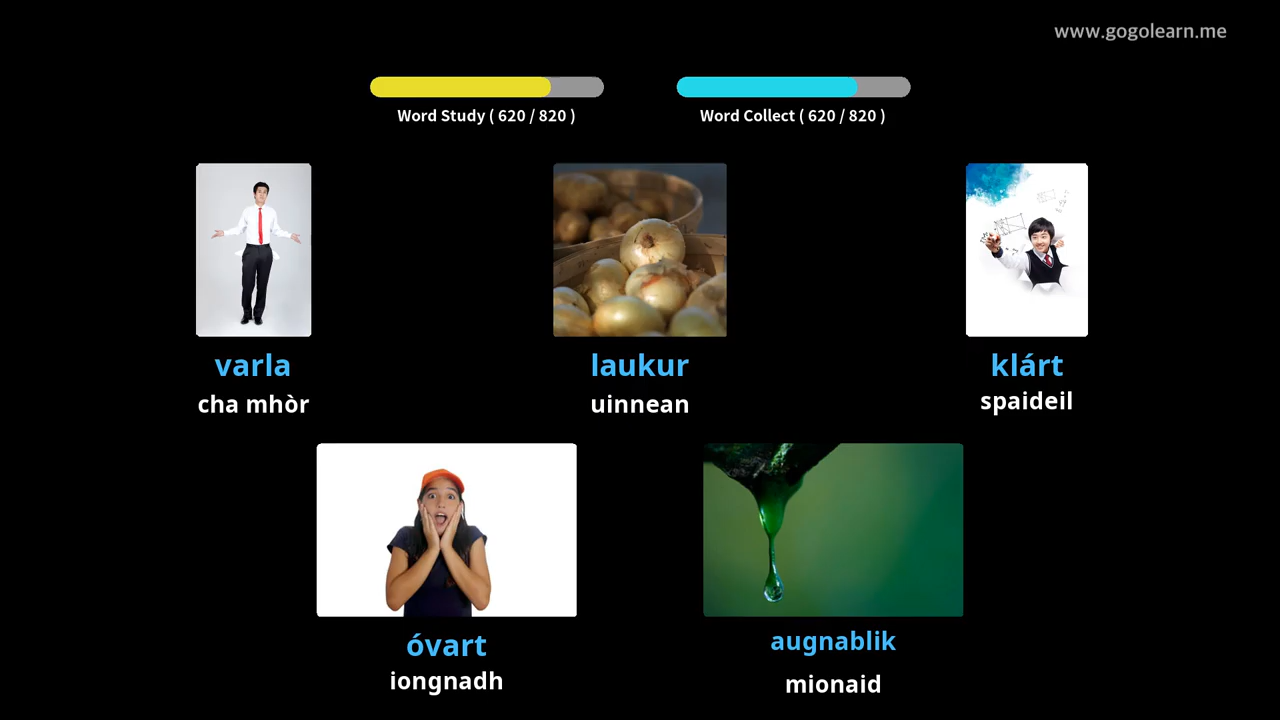 www.gogolearn.me
Word Study ( 620 / 820 )
Word Collect ( 620 / 820 )
varla
cha mhòr
laukur
uinnean
klárt
spaideil
óvart
iongnadh
augnablik
mionaid